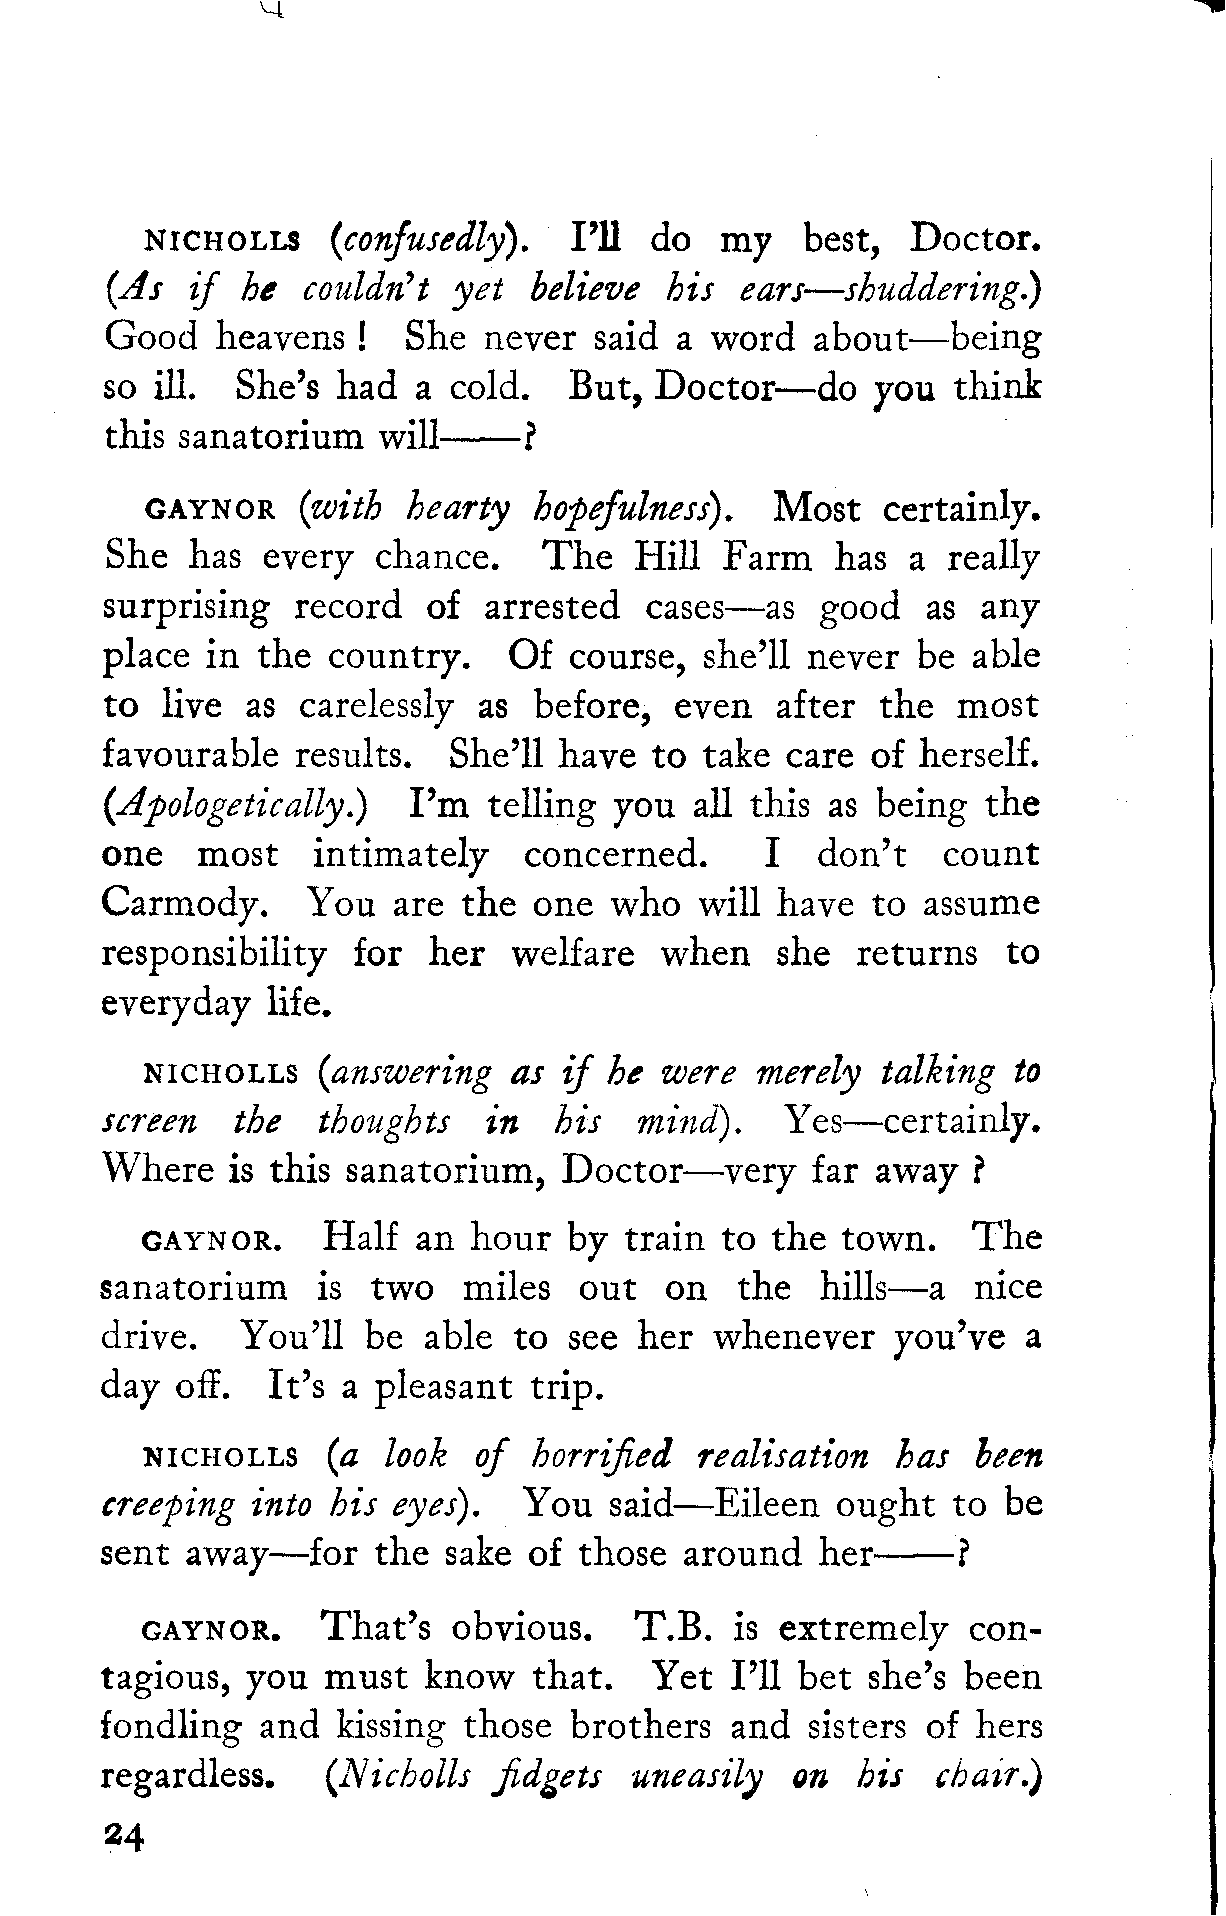 NICHOLLS (confusedly). I'll do my best, Doctor.
(As if he couldn't yet believe his ears—shuddering.)
Good heavens ! She never said a word about—being
so ill. She's had a cold. But, Doctor—do you think
this sanatorium will——?
GAYNOR (with hearty hopefulness). Most certainly.
She has every chance. The Hill Farm has a really
surprising record of arrested cases—as good as any
place in the country. Of course, she'll never be able
to live as carelessly as before, even after the most
favourable results. She'll have to take care of herself.
(Apologetically.) I'm telling you all this as being the
one most intimately concerned. I don't count
Carmody. You are the one who will have to assume
responsibility for her welfare when she returns to
everyday life.
NICHOLLS (answering as if he were merely talking to
screen the thoughts in his mind). Yes—certainly.
Where is this sanatorium, Doctor—very far away ?
GAYNOR. Half an hour by train to the town. The
sanatorium is two miles out on the hills—a nice
drive. You'll be able to see her whenever you've a
day off. It's a pleasant trip.
NICHOLLS (a look of horrified realisation has been
creeping into his eyes). You said—Eileen ought to be
sent away—for the sake of those around her——?
GAYNOR. That's obvious. T.B. is extremely con-
tagious, you must know that. Yet I'll bet she's been
fondling and kissing those brothers and sisters of hers
regardless. (Nicholls fidgets uneasily on his chair.)
24